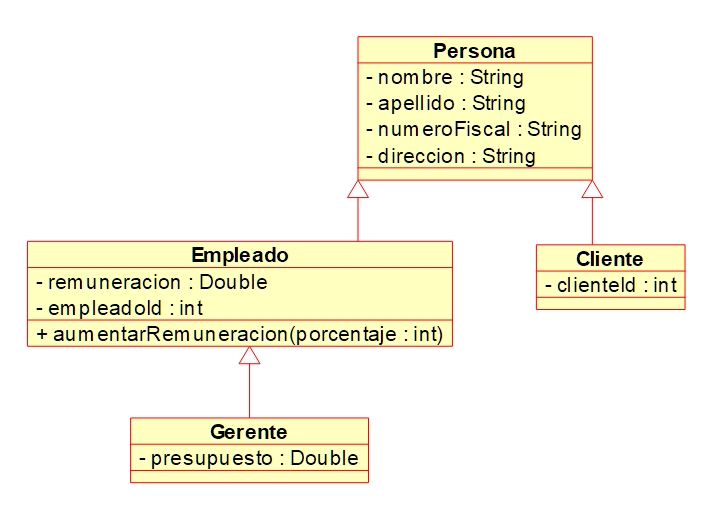 Persona
- nombre : String
- apellido : String
- numeroFiscal : String
- direccion : String
Empleado
- remuneracion : Double
- empleadoId : int
+ aumentarRemuneracion(porcentaje : int)
Cliente
- clienteId : int
Gerente
- presupuesto : Double